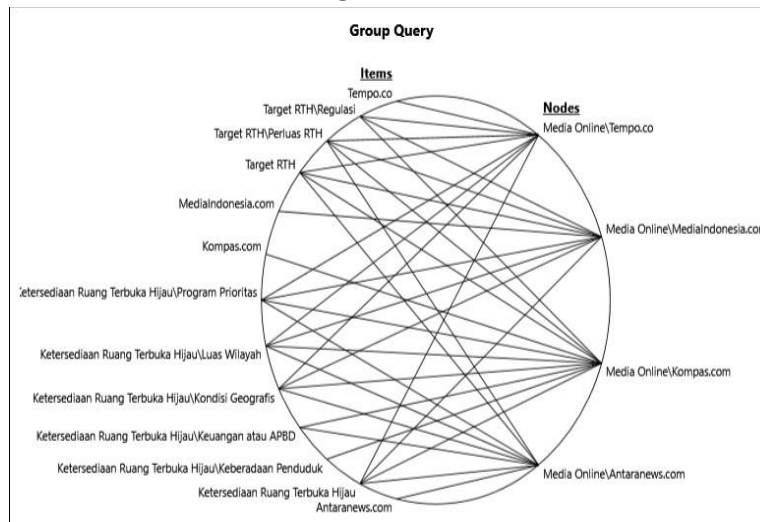 Group Query
Items
Nodes
Tempo.co
Target RTH\Regulasi
Target RTH\Perluas RTH
Target RTH
MediaIndonesia.com
Kompas.com
Ketersediaan Ruang Terbuka Hijau\Program Prioritas
Ketersediaan Ruang Terbuka Hijau\Luas Wilayah
Ketersediaan Ruang Terbuka Hijau\Kondisi Geografis
Ketersediaan Ruang Terbuka Hijau\Keuangan atau APBD
Ketersediaan Ruang Terbuka Hijau\Keberadaan Penduduk
Ketersediaan Ruang Terbuka Hijau
Antaranews.com
Media Online\Tempo.co
Media Online\MediaIndonesia.com
Media Online\Kompas.com
Media Online\Antaranews.com